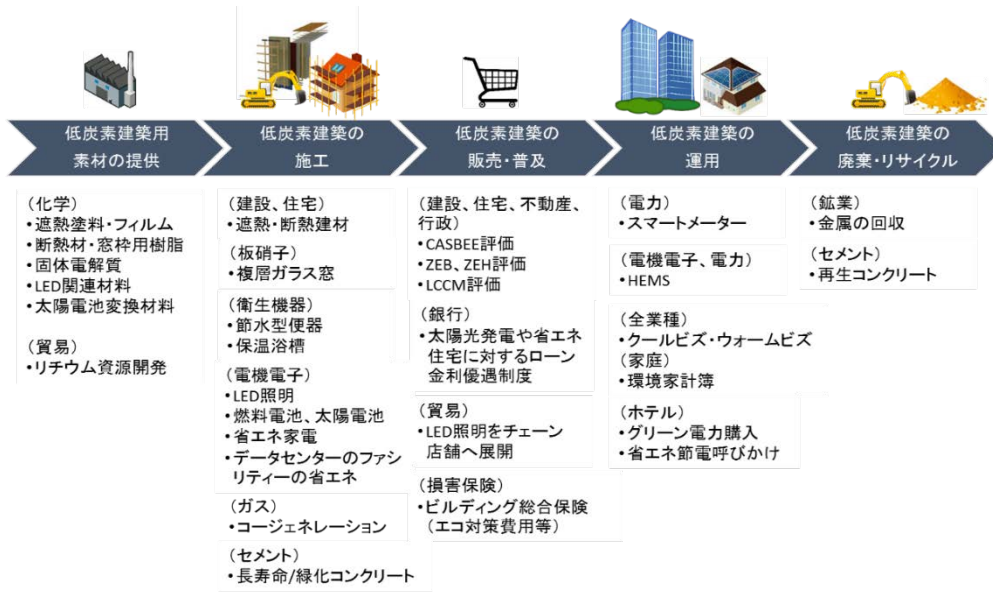 低炭素建築用
素材の提供
低炭素建築の
施工
低炭素建築の
販売・普及
低炭素建築の
運用
低炭素建築の
廃棄・リサイクル
(化学)
・遮熱塗料・フィルム
・断熱材・窓枠用樹脂
・固体電解質
・LED関連材料
・太陽電池変換材料
(貿易)
・リチウム資源開発
(建設、住宅)
・遮熱・断熱建材
(板硝子)
・複層ガラス窓
(衛生機器)
・節水型便器
・保温浴槽
(電機電子)
・LED照明
・燃料電池、太陽電池
・省エネ家電
・データセンターのファシ
リティーの省エネ
(ガス)
・コージェネレーション
(セメント)
・長寿命/緑化コンクリート
(建設、住宅、不動産、
行政)
・CASBEE評価
・ZEB、ZEH評価
・LCCM評価
(銀行)
・太陽光発電や省エネ
住宅に対するローン
金利優遇制度
(貿易)
・LED照明をチェーン
店舗へ展開
(損害保険)
・ビルディング総合保険
(エコ対策費用等)
(電力)
・スマートメーター
(電機電子、電力)
・HEMS
(全業種)
・クールビズ・ウォームビズ
(家庭)
・環境家計簿
(ホテル)
・グリーン電力購入
・省エネ節電呼びかけ
(鉱業)
・金属の回収
(セメント)
・再生コンクリート